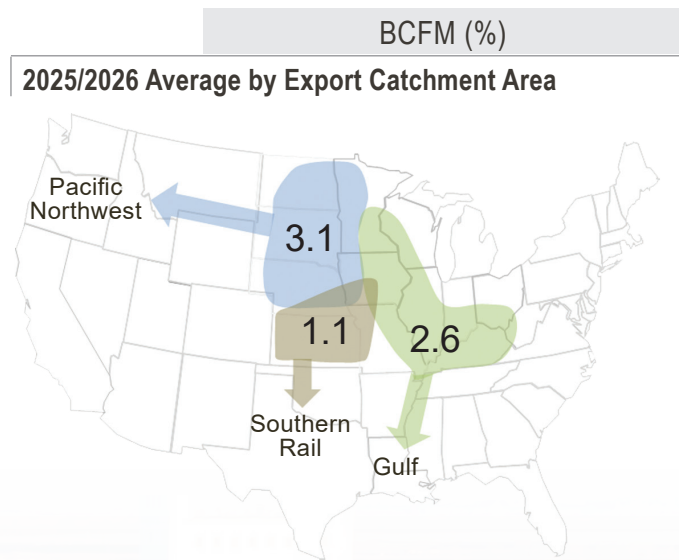 BCFM (%)
2025/2026 Average by Export Catchment Area
Pacific
Northwest
3.1
1.1
2.6
Southern
Rail
Gulf